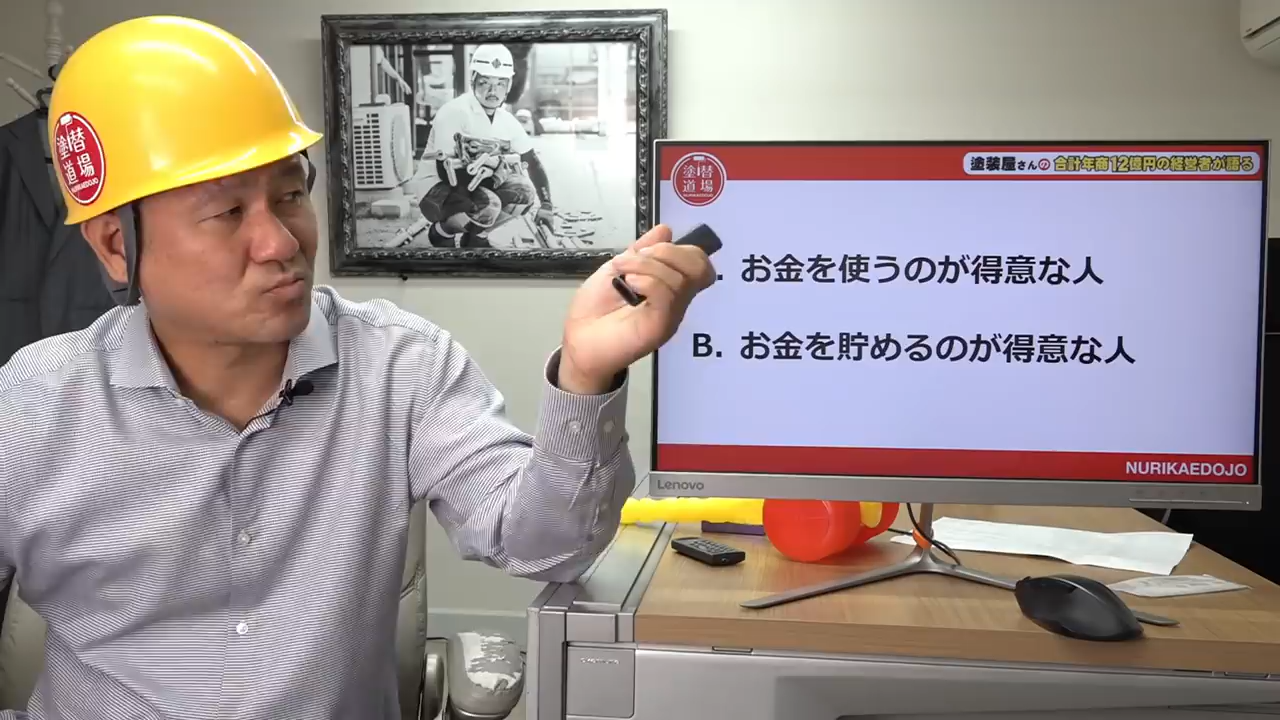 塗替
道場
NURIKAEDOJO
塗替
道場
NURIKAEDOJO
塗装屋さんの 合計年商12億円の経営者が語る
. お金を使うのが得意な人
B. お金を貯めるのが得意な人
NURIKAEDOJO
Lenovo